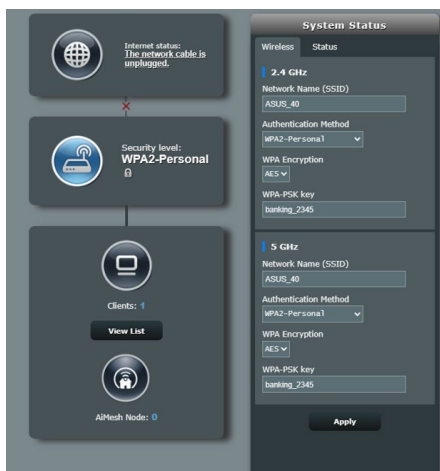 Internet status:
The network cable is
unplugged.
Security level:
WPA2-Personal
Clients: 1
View List
AiMesh Node: 0
System Status
Wireless Status
2.4 GHz
Network Name (SSID)
ASUS_40
Authentication Method
WPA2-Personal
WPA Encryption
AES
WPA-PSK key
banking_2345
5 GHz
Network Name (SSID)
ASUS_40
Authentication Method
WPA2-Personal
WPA Encryption
AES
WPA-PSK key
banking_2345
Apply